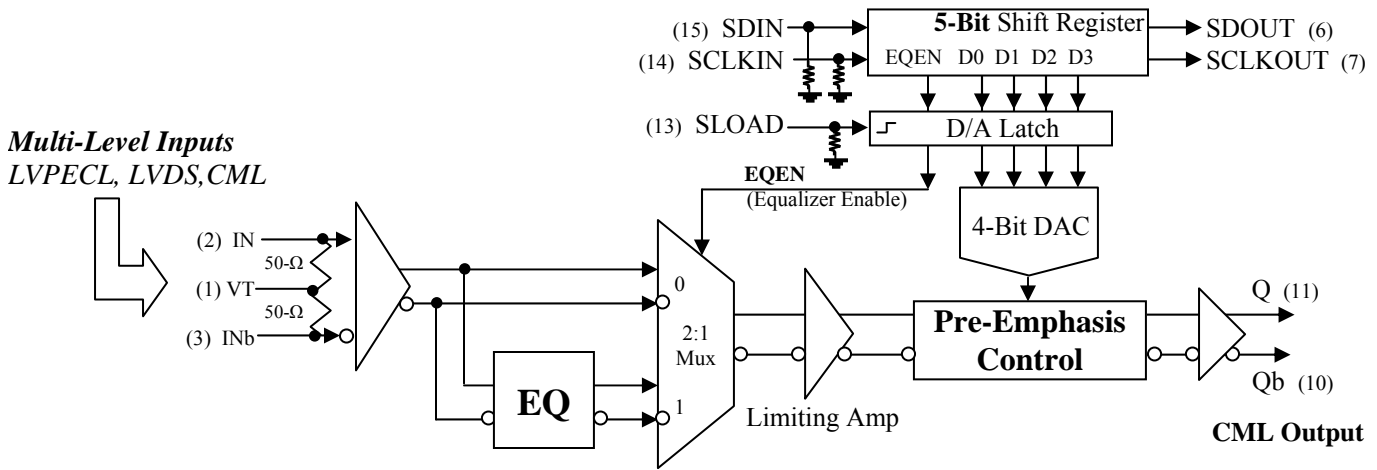 (15) SDIN
5-Bit Shift Register
SDOUT (6)
(14) SCLKIN
EQEN D0 D1 D2 D3
SCLKOUT (7)
(13) SLOAD
D/A Latch
Multi-Level Inputs
LVPECL, LVDS,CML
EQEN
(Equalizer Enable)
4-Bit DAC
(2) IN
50-Ω
(1) VT
50-Ω
(3) INb
0
2:1
Mux
1
EQ
Limiting Amp
Pre-Emphasis
Control
Q (11)
Qb (10)
CML Output